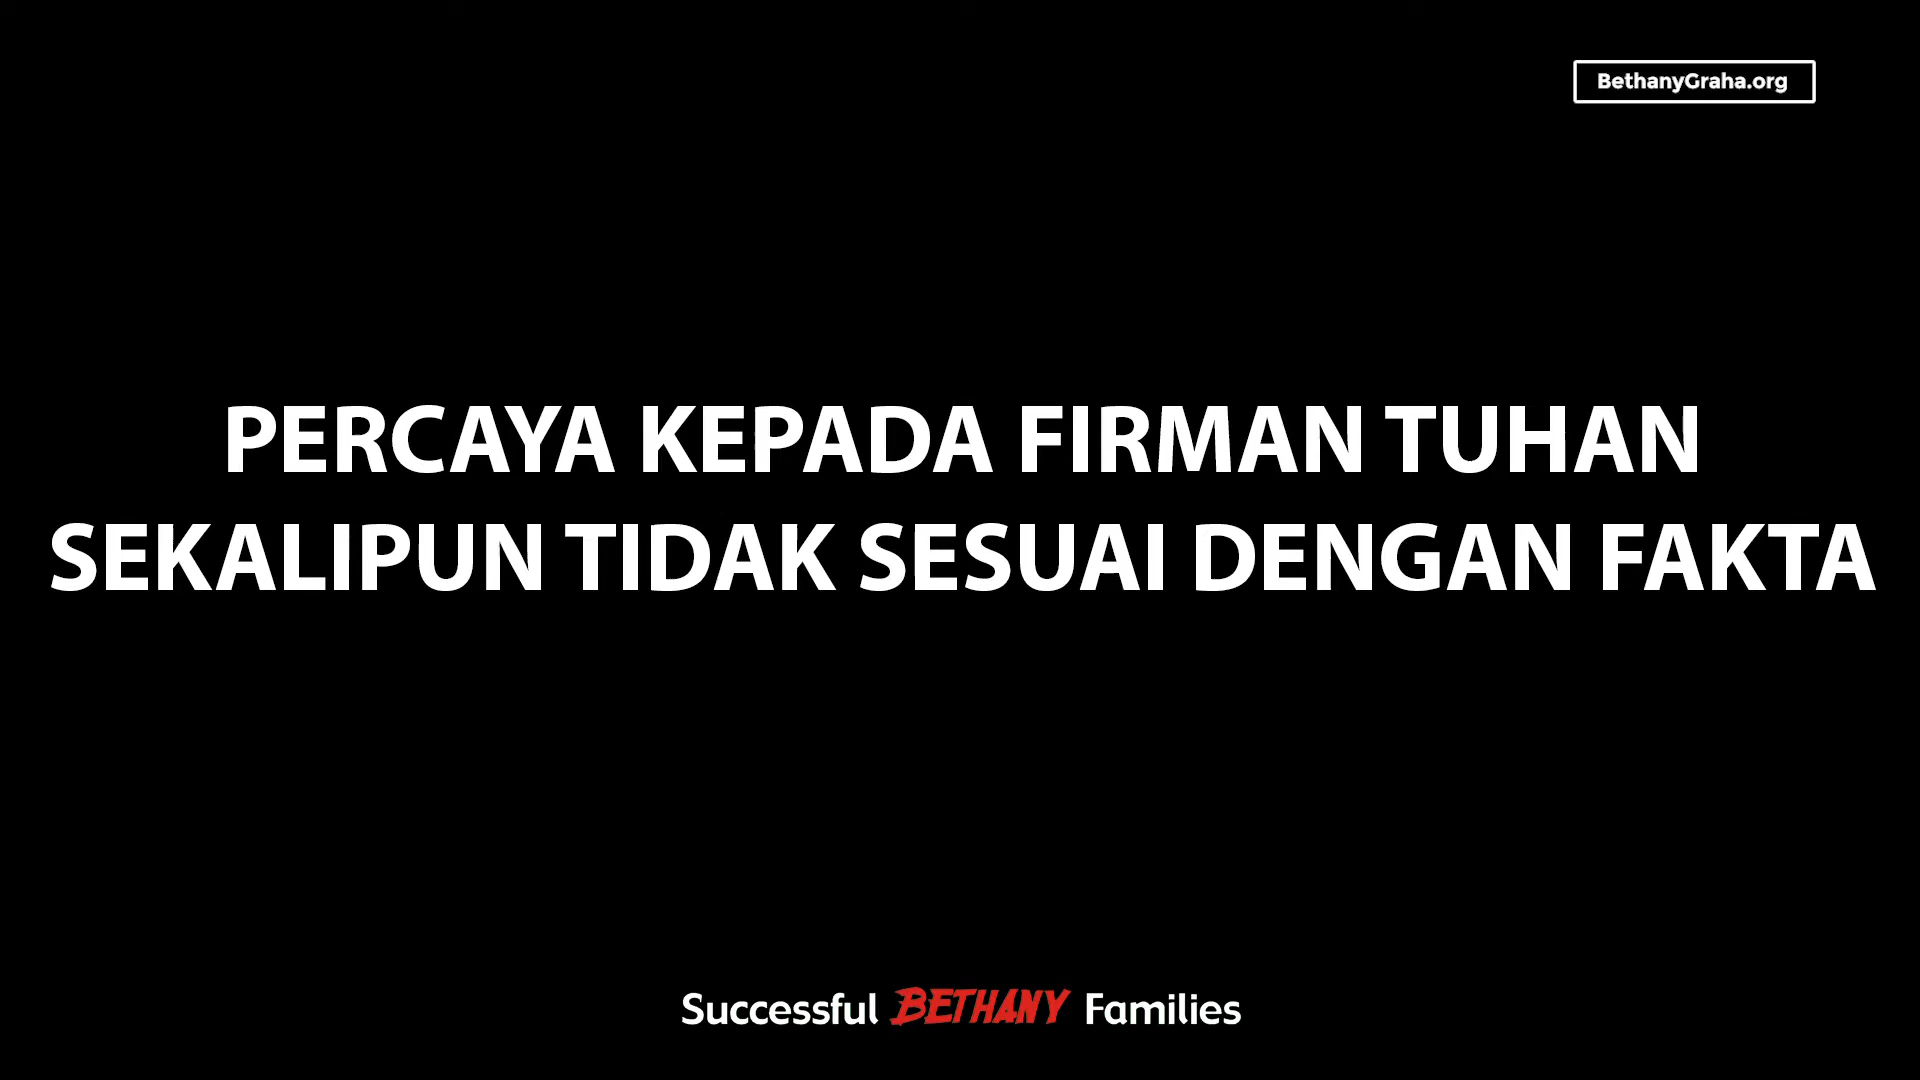 BethanyGraha.org
PERCAYA KEPADA FIRMAN TUHAN
SEKALIPUN TIDAK SESUAI DENGAN FAKTA
Successful BETHANY Families